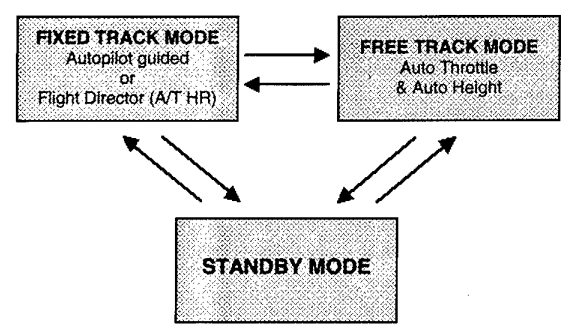 FIXED TRACK MODE
Autopilot guided
or
Flight Director (A/T HR)
FREE TRACK MODE
Auto Throttle
& Auto Height
STANDBY MODE